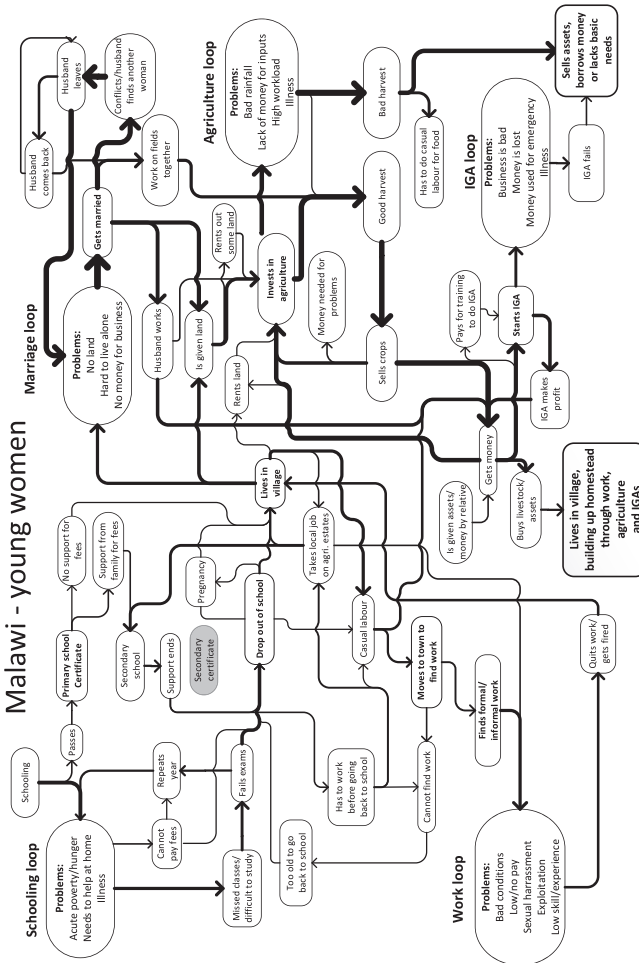 Malawi - young women
Schooling loop
Problems:
Acute poverty/hunger
Needs to help at home
Illness
Schooling
Passes
Primary school
Certificate
No support for
fees
Support from
family for fees
Secondary
school
Support ends
Secondary
certificate
Cannot
pay fees
Repeats
year
Missed classes/
difficult to study
Fails exams
Drop out of school
Pregnancy
Too old to go
back to school
Has to work
before going
back to school
Cannot find work
Takes local job
on agri. estates
Casual labour
Moves to town to
find work
Finds formal/
informal work
Work loop
Problems:
Bad conditions
Low/no pay
Sexual harrassment
Exploitation
Low skill/experience
Quits work/
gets fired
Lives in
village
Marriage loop
Problems:
No land
Hard to live alone
No money for business
Gets married
Husband
comes back
Husband
leaves
Conflicts/husband
finds another
woman
Work on fields
together
Husband works
Is given land
Rents out
some land
Rents land
Invests in
agriculture
Agriculture loop
Problems:
Bad rainfall
Lack of money for inputs
High workload
Illness
Money needed for
problems
Sells crops
Good harvest
Bad harvest
Has to do casual
labour for food
Sells assets,
borrows money
or lacks basic
needs
Is given assets/
money by relative
Gets money
Buys livestock/
assets
Lives in village,
building up homestead
through work,
agriculture
and IGAs
Pays for training
to do IGA
Starts IGA
IGA makes
profit
IGA loop
Problems:
Business is bad
Money is lost
Money used for emergency
Illness
IGA fails